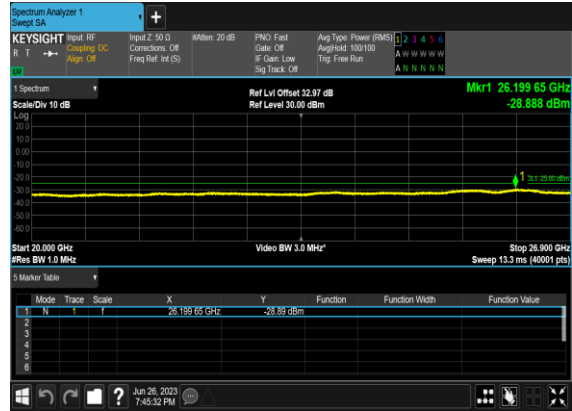 Spectrum Analyzer 1
Swept SA
+
KEYSIGHT Input: RF Input Z: 50 Ω #Atten: 20 dB PNO: Fast Avg Type: Power (RMS) 1 2 3 4 5 6
R T Coupling: DC Corrections: Off Gate: Off Avg|Hold: 100/100 A W W W W W
Align: Off Freq Ref: Int (S) IF Gain: Low Trig: Free Run
Sig Track: Off A N N N N N
1 Spectrum Ref Lvl Offset 32.97 dB Mkr1 26.199 65 GHz
Scale/Div 10 dB Ref Level 30.00 dBm -28.888 dBm
Log
20.0
10.0
0.00
-10.0
-20.0
-30.0
-40.0
-50.0
-60.0
1
Start 20.000 GHz Video BW 3.0 MHz* Stop 26.900 GHz
#Res BW 1.0 MHz Sweep 13.3 ms (40001 pts)
5 Marker Table
Mode Trace Scale X Y Function Function Width Function Value
1 N 1 f 26.199 65 GHz -28.89 dBm
2
3
4
5
6
? Jun 26, 2023
7:45:32 PM